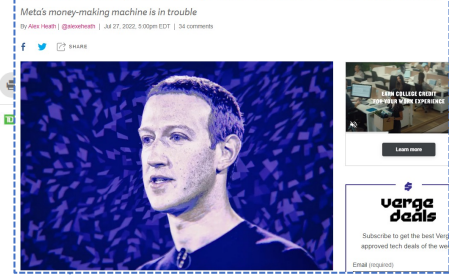 Meta's money-making machine is in trouble
By Alex Heath | @alexeheath | Jul 27, 2022, 5:00pm EDT | 34 comments
f SHARE
EARN COLLEGE CREDIT
FOR YOUR WORK EXPERIENCE
Learn more
verge
deals
Subscribe to get the best Verg
approved tech deals of the wee
Email (required)